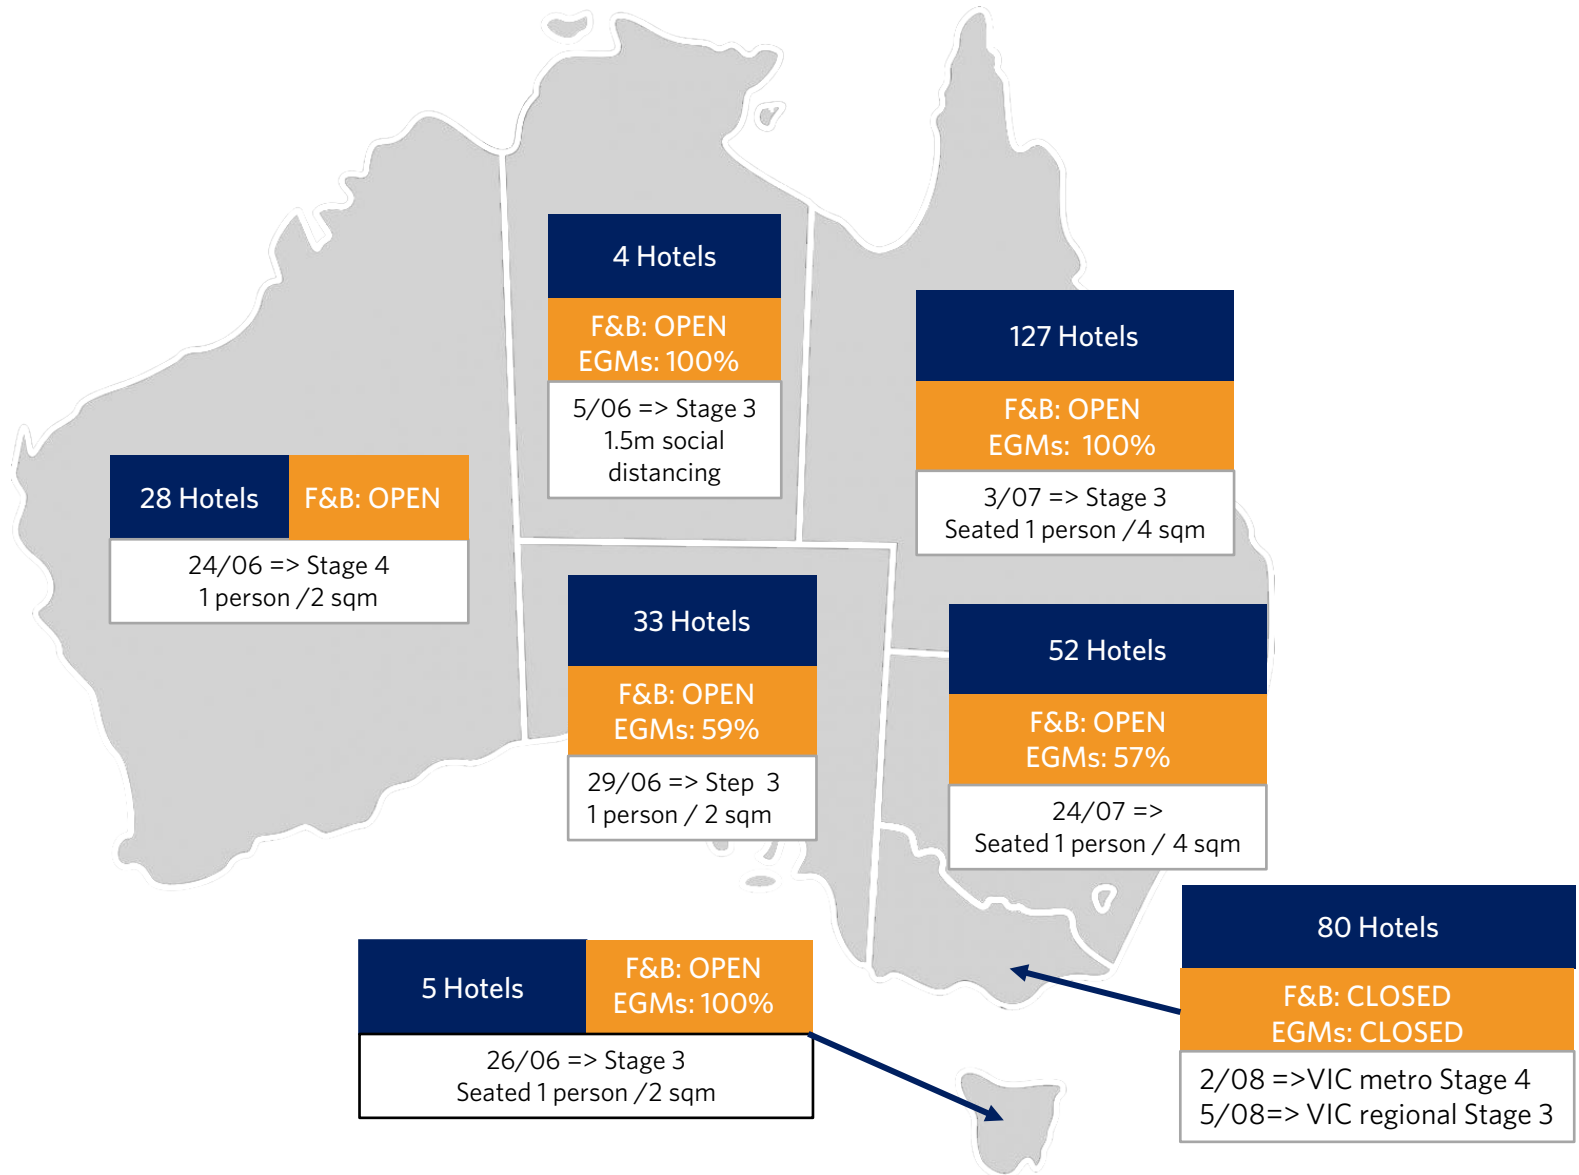 4 Hotels
F&B: OPEN
EGMs: 100%
5/06 => Stage 3
1.5m social
distancing
127 Hotels
F&B: OPEN
EGMs: 100%
3/07 => Stage 3
Seated 1 person /4 sqm
28 Hotels
F&B: OPEN
24/06 => Stage 4
1 person /2 sqm
33 Hotels
F&B: OPEN
EGMs: 59%
29/06 => Step 3
1 person / 2 sqm
52 Hotels
F&B: OPEN
EGMs: 57%
24/07 =>
Seated 1 person / 4 sqm
5 Hotels
F&B: OPEN
EGMs: 100%
26/06 => Stage 3
Seated 1 person /2 sqm
80 Hotels
F&B: CLOSED
EGMs: CLOSED
2/08 =>VIC metro Stage 4
5/08=> VIC regional Stage 3